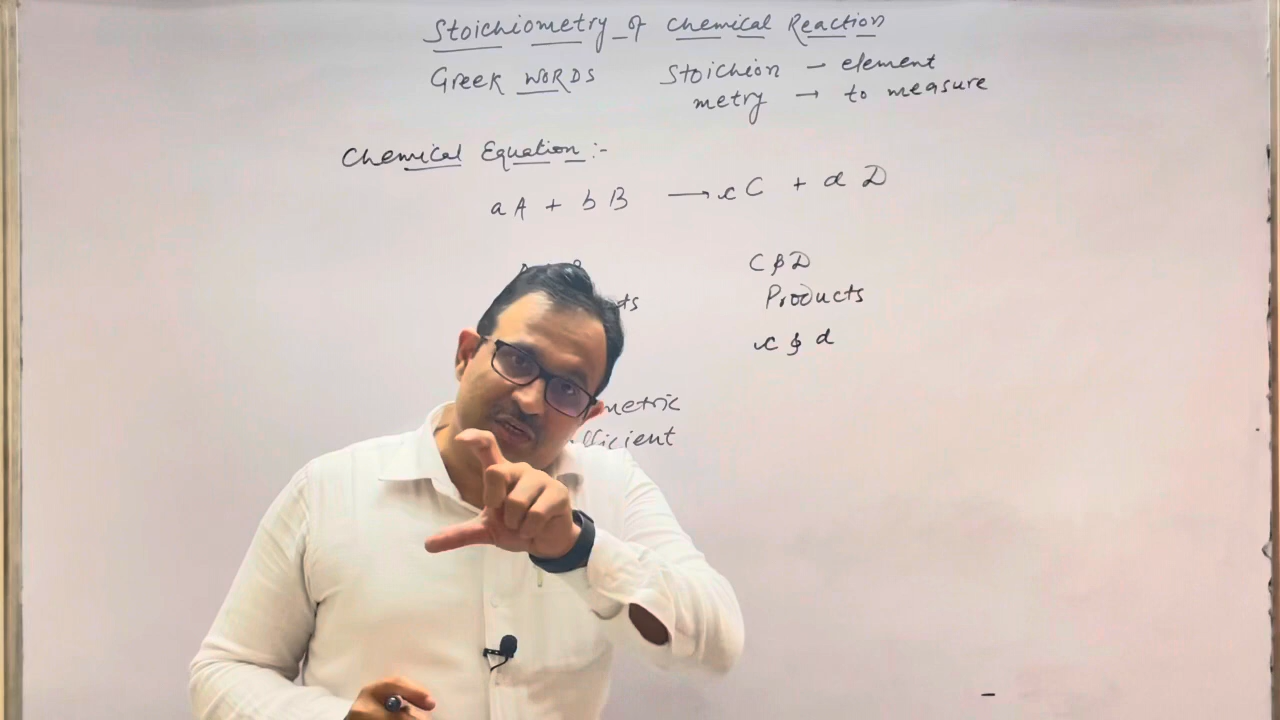 Stoichiometry of Chemical Reaction
Greek WORDS Stoichion - element
metry → to measure
Chemical Equation :-
aA + bB → cC + dD
C & D
Products
c & d